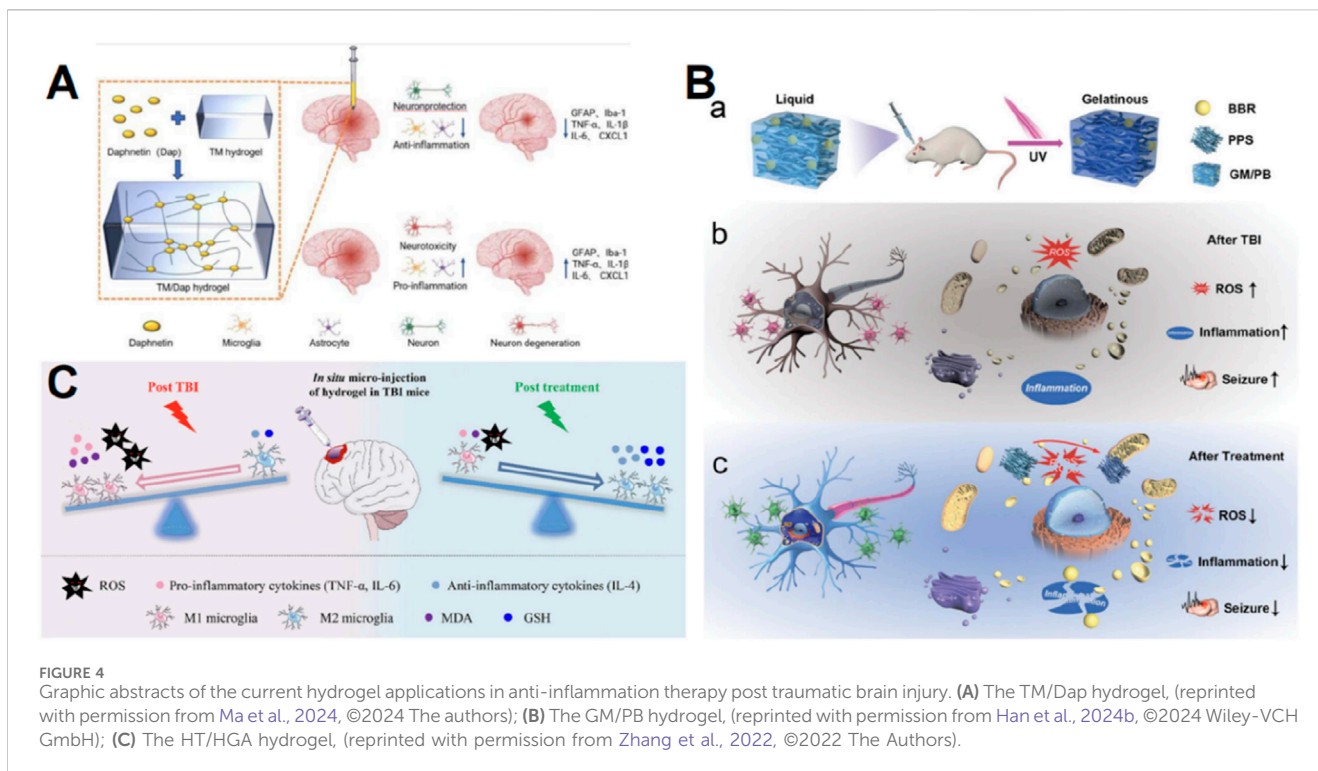 A
Daphnetin (Dap)
TM hydrogel
TM/Dap hydrogel
Neuronprotection
Anti-inflammation
GFAP、Iba-1
TNF-α、IL-1β
IL-6、CXCL1
Neurotoxicity
Pro-inflammation
GFAP、Iba-1
TNF-α、IL-1β
IL-6、CXCL1
Daphnetin
Microglia
Astrocyte
Neuron
Neuron degeneration
B
a
Liquid
UV
Gelatinous
BBR
PPS
GM/PB
b
ROS
Inflammation
After TBI
ROS ↑
Inflammation↑
Seizure ↑
c
Inflammation
After Treatment
ROS↓
Inflammation↓
Seizure↓
C
Post TBI
In situ micro-injection
of hydrogel in TBI mice
Post treatment
ROS
Pro-inflammatory cytokines (TNF-α, IL-6)
Anti-inflammatory cytokines (IL-4)
M1 microglia
M2 microglia
MDA
GSH
FIGURE 4
Graphic abstracts of the current hydrogel applications in anti-inflammation therapy post traumatic brain injury. (A) The TM/Dap hydrogel, (reprinted
with permission from Ma et al., 2024, ©2024 The authors); (B) The GM/PB hydrogel, (reprinted with permission from Han et al., 2024b, ©2024 Wiley-VCH
GmbH); (C) The HT/HGA hydrogel, (reprinted with permission from Zhang et al., 2022, ©2022 The Authors).